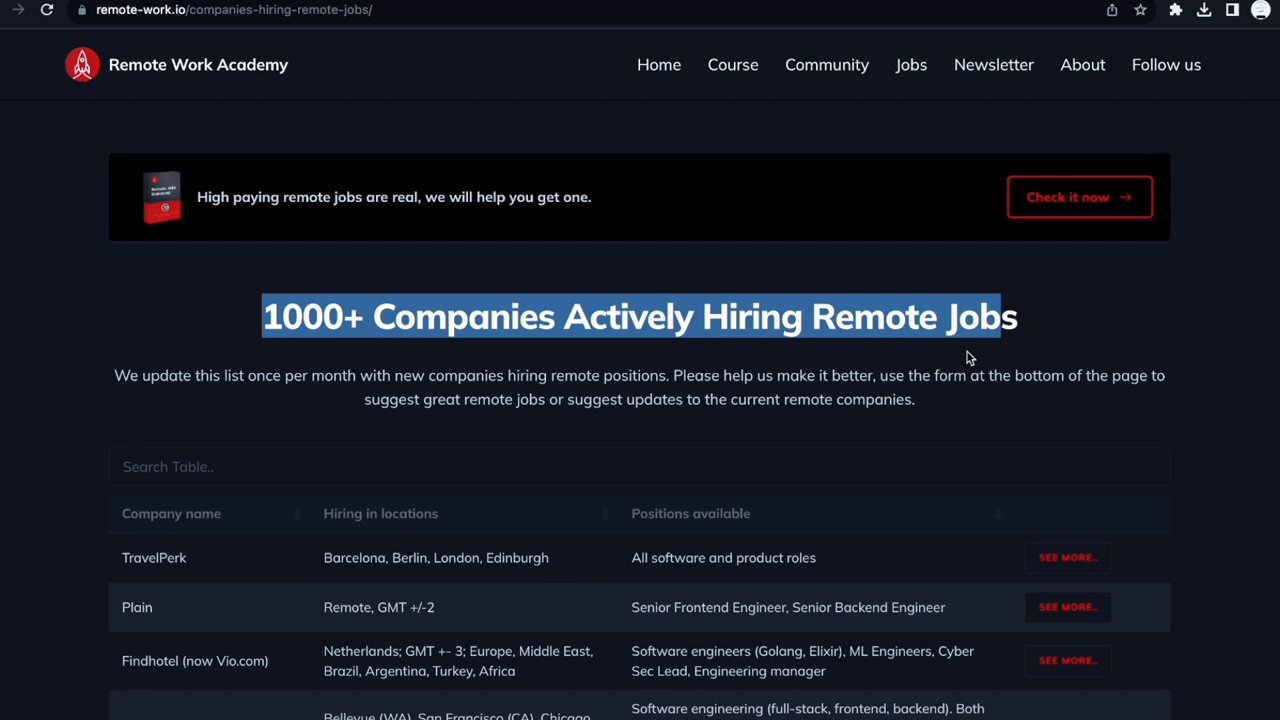 remote-work.io/companies-hiring-remote-jobs/
Remote Work Academy
Home Course Community Jobs Newsletter About Follow us
High paying remote jobs are real, we will help you get one.
Check it now →
1000+ Companies Actively Hiring Remote Jobs
We update this list once per month with new companies hiring remote positions. Please help us make it better, use the form at the bottom of the page to
suggest great remote jobs or suggest updates to the current remote companies.
Search Table..
Company name Hiring in locations Positions available
TravelPerk Barcelona, Berlin, London, Edinburgh All software and product roles SEE MORE..
Plain Remote, GMT +/-2 Senior Frontend Engineer, Senior Backend Engineer SEE MORE..
Findhotel (now Vio.com) Netherlands; GMT +- 3; Europe, Middle East, Software engineers (Golang, Elixir), ML Engineers, Cyber SEE MORE..
Brazil, Argentina, Turkey, Africa Sec Lead, Engineering manager
Bellevue (WA), San Francisco (CA), Chicago Software engineering (full-stack, frontend, backend). Both